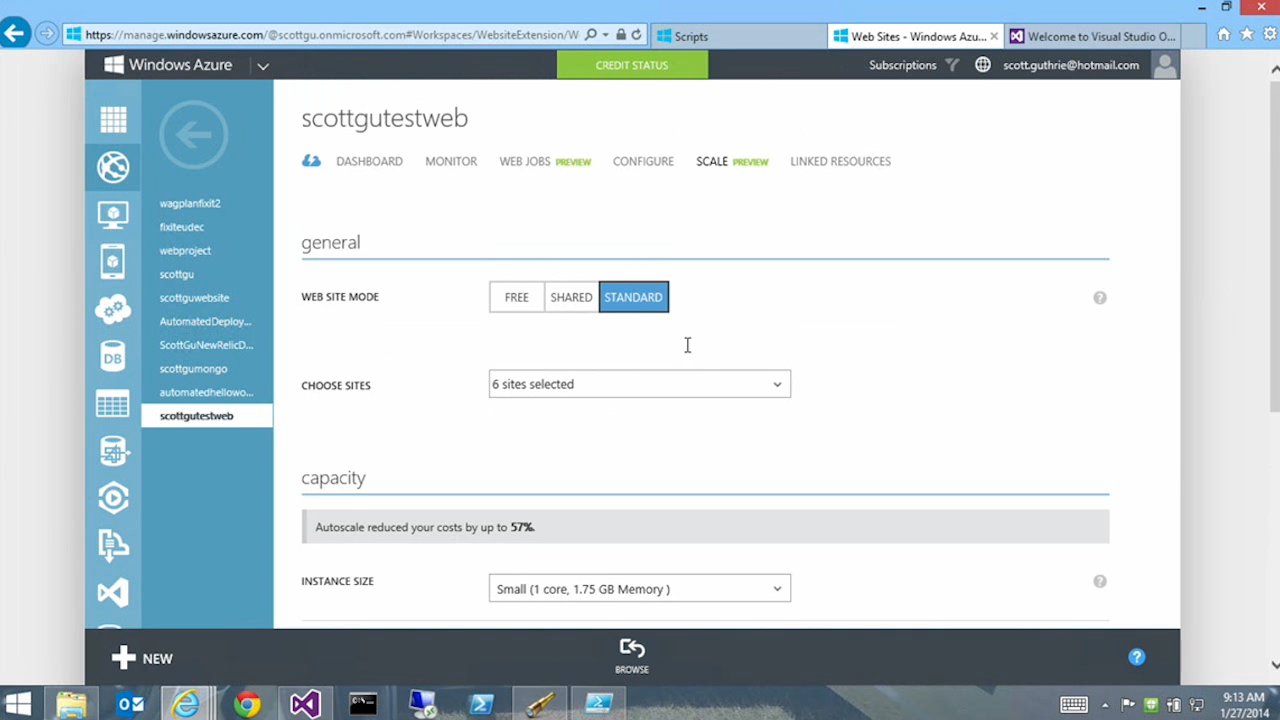 https://manage.windowsazure.com/@scottgu.onmicrosoft.com#Workspaces/WebsiteExtension/W
Scripts
Web Sites - Windows Azu...
Welcome to Visual Studio O...
Windows Azure
CREDIT STATUS
Subscriptions
scott.guthrie@hotmail.com
scottgutestweb
DASHBOARD
MONITOR
WEB JOBS PREVIEW
CONFIGURE
SCALE PREVIEW
LINKED RESOURCES
wagplanfixit2
fixiteudec
webproject
scottgu
scottguwebsite
AutomatedDeploy...
ScottGuNewRelicD...
scottgumongo
automatedhellowo...
scottgutestweb
general
WEB SITE MODE
FREE
SHARED
STANDARD
?
CHOOSE SITES
6 sites selected
capacity
Autoscale reduced your costs by up to 57%.
INSTANCE SIZE
Small (1 core, 1.75 GB Memory )
?
DB
NEW
BROWSE
?
9:13 AM
1/27/2014